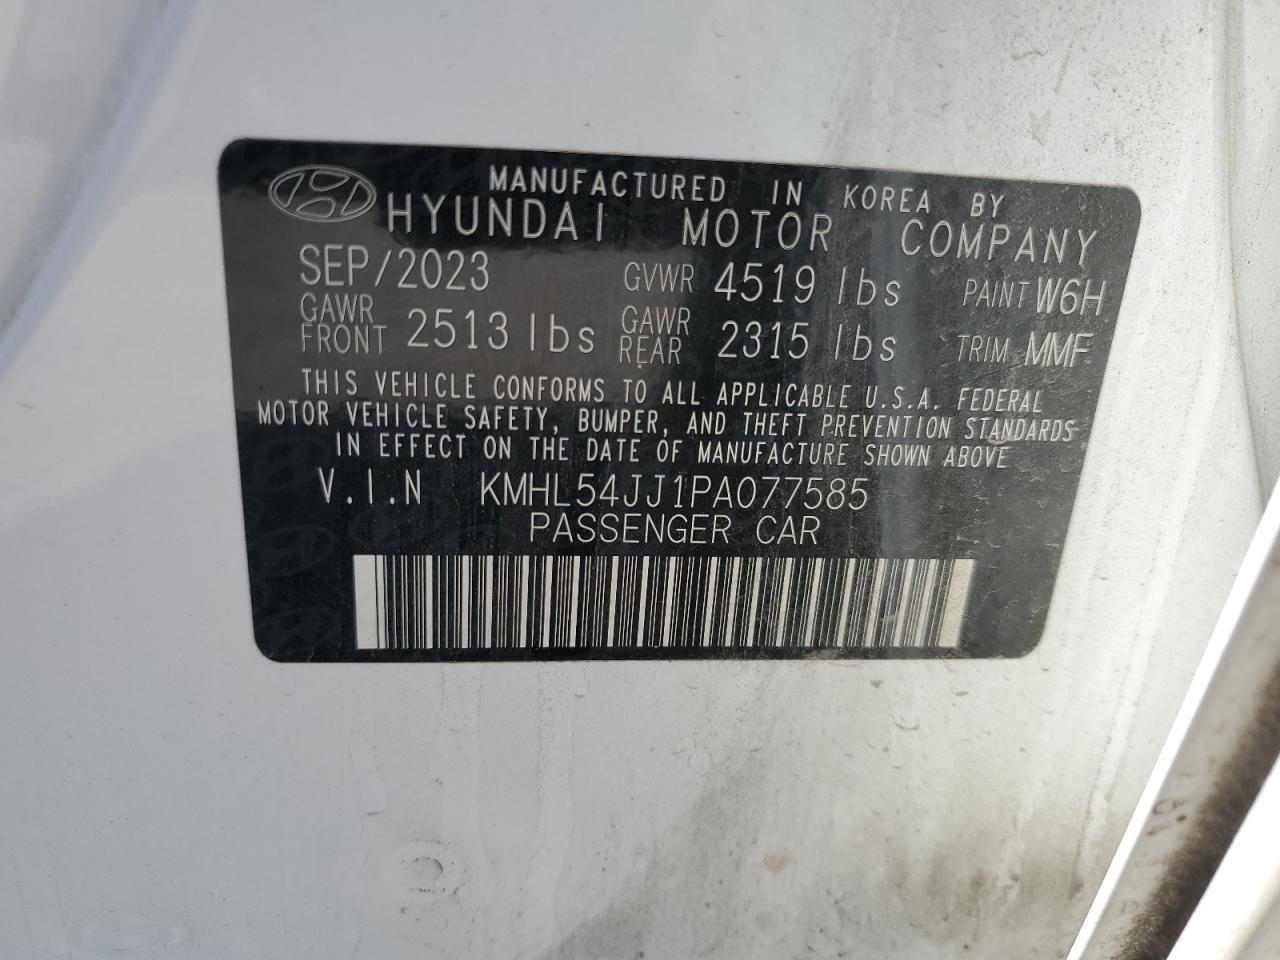 MANUFACTURED IN KOREA BY
HYUNDAI MOTOR COMPANY
SEP/2023 GVWR 4519 lbs PAINT W6H
GAWR FRONT 2513 lbs GAWR REAR 2315 lbs TRIM MMF
THIS VEHICLE CONFORMS TO ALL APPLICABLE U.S.A. FEDERAL
MOTOR VEHICLE SAFETY, BUMPER, AND THEFT PREVENTION STANDARDS
IN EFFECT ON THE DATE OF MANUFACTURE SHOWN ABOVE
V.I.N KMHL54JJ1PA077585
PASSENGER CAR